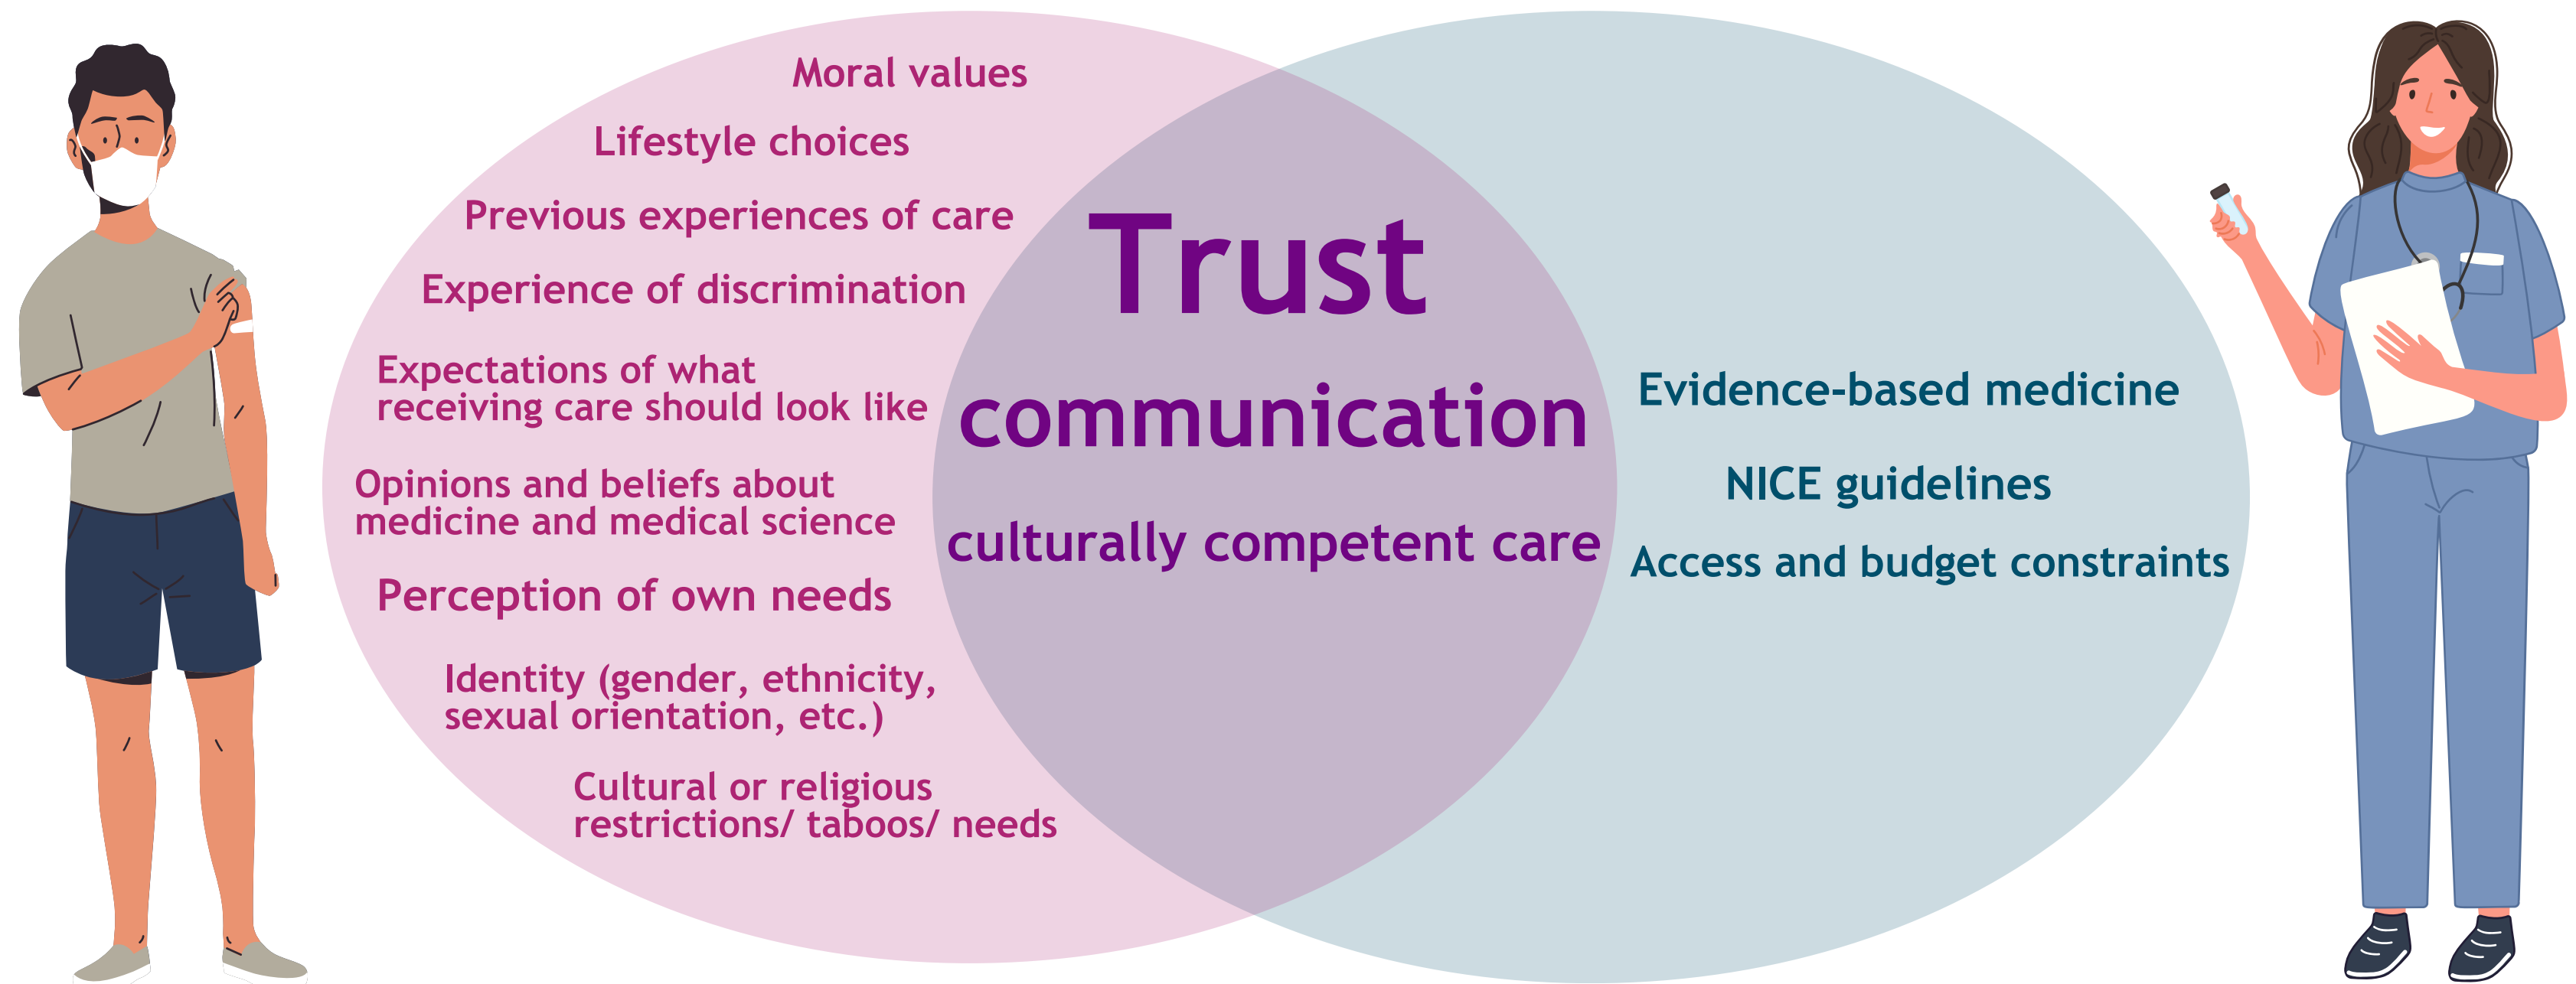 Moral values
Lifestyle choices
Previous experiences of care
Experience of discrimination
Expectations of what
receiving care should look like
Opinions and beliefs about
medicine and medical science
Perception of own needs
Identity (gender, ethnicity,
sexual orientation, etc.)
Cultural or religious
restrictions/ taboos/ needs
Trust
communication
culturally competent care
Evidence-based medicine
NICE guidelines
Access and budget constraints